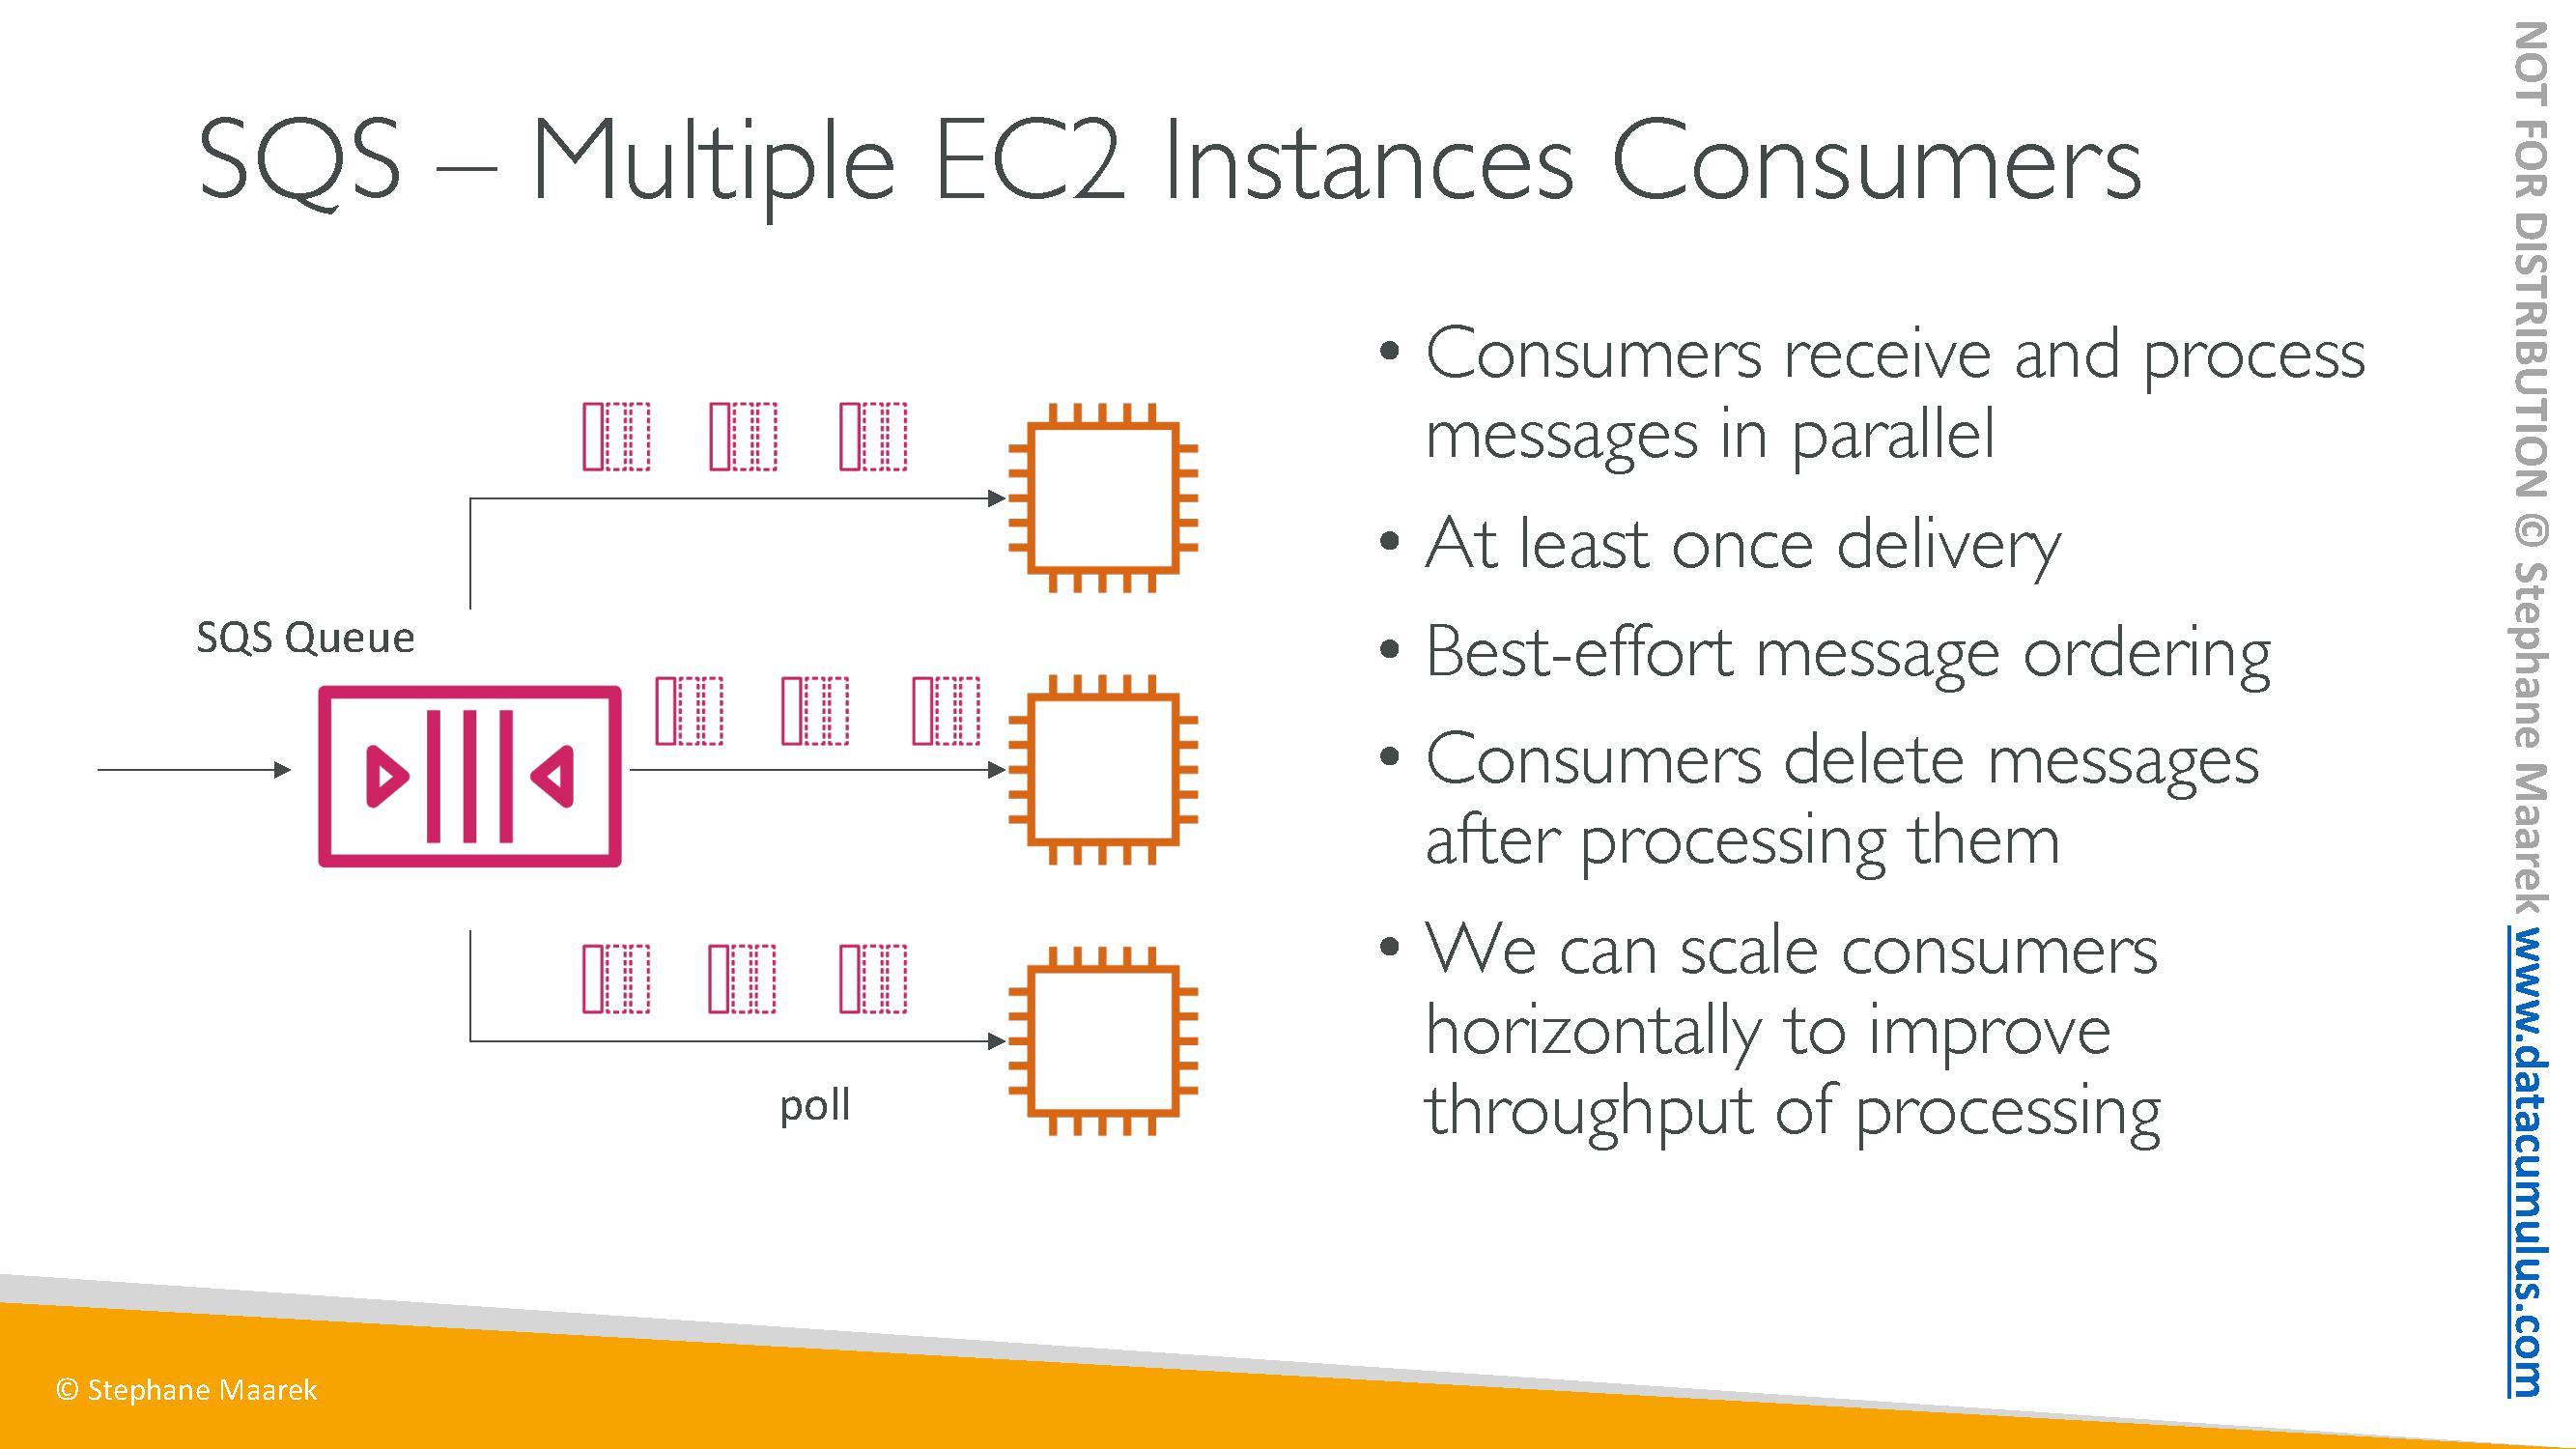 SQS – Multiple EC2 Instances Consumers
SQS Queue
poll
• Consumers receive and process
messages in parallel
• At least once delivery
• Best-effort message ordering
• Consumers delete messages
after processing them
• We can scale consumers
horizontally to improve
throughput of processing
© Stephane Maarek
NOT FOR DISTRIBUTION © Stephane Maarek www.datacumulus.com